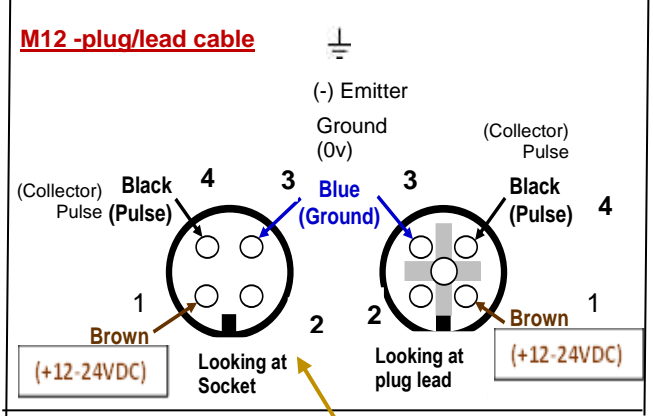 M12 -plug/lead cable
(-) Emitter
Ground
(0v)
(Collector)
Pulse
Black
(Pulse)
4
3
Blue
(Ground)
3
(Collector)
Pulse
Black
(Pulse)
4
1
Brown
(+12-24VDC)
2
Looking at
Socket
2
Looking at
plug lead
1
Brown
(+12-24VDC)